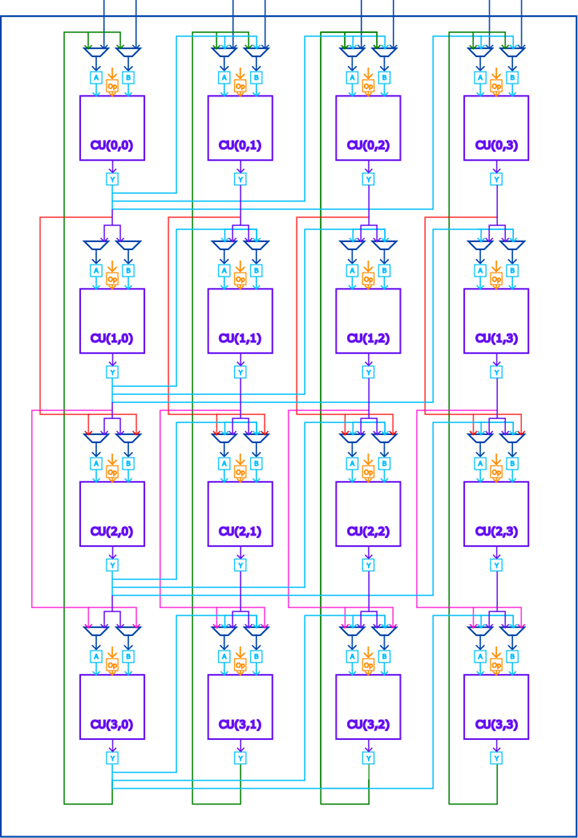 A Op B A Op B A Op B A Op B
CU(0,0) CU(0,1) CU(0,2) CU(0,3)
Y Y Y Y
A Op B A Op B A Op B A Op B
CU(1,0) CU(1,1) CU(1,2) CU(1,3)
Y Y Y Y
A Op B A Op B A Op B A Op B
CU(2,0) CU(2,1) CU(2,2) CU(2,3)
Y Y Y Y
A Op B A Op B A Op B A Op B
CU(3,0) CU(3,1) CU(3,2) CU(3,3)
Y Y Y Y